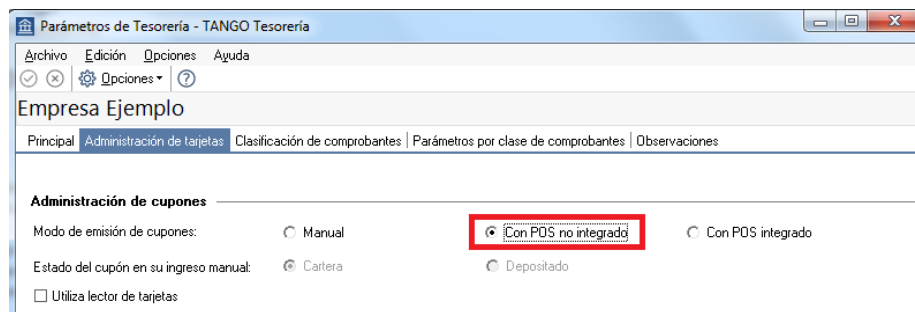 Parámetros de Tesorería - TANGO Tesorería
Archivo Edición Opciones Ayuda
Opciones
Empresa Ejemplo
Principal Administración de tarjetas Clasificación de comprobantes Parámetros por clase de comprobantes Observaciones
Administración de cupones
Modo de emisión de cupones: Manual Con POS no integrado Con POS integrado
Estado del cupón en su ingreso manual: Cartera Depositado
Utiliza lector de tarjetas